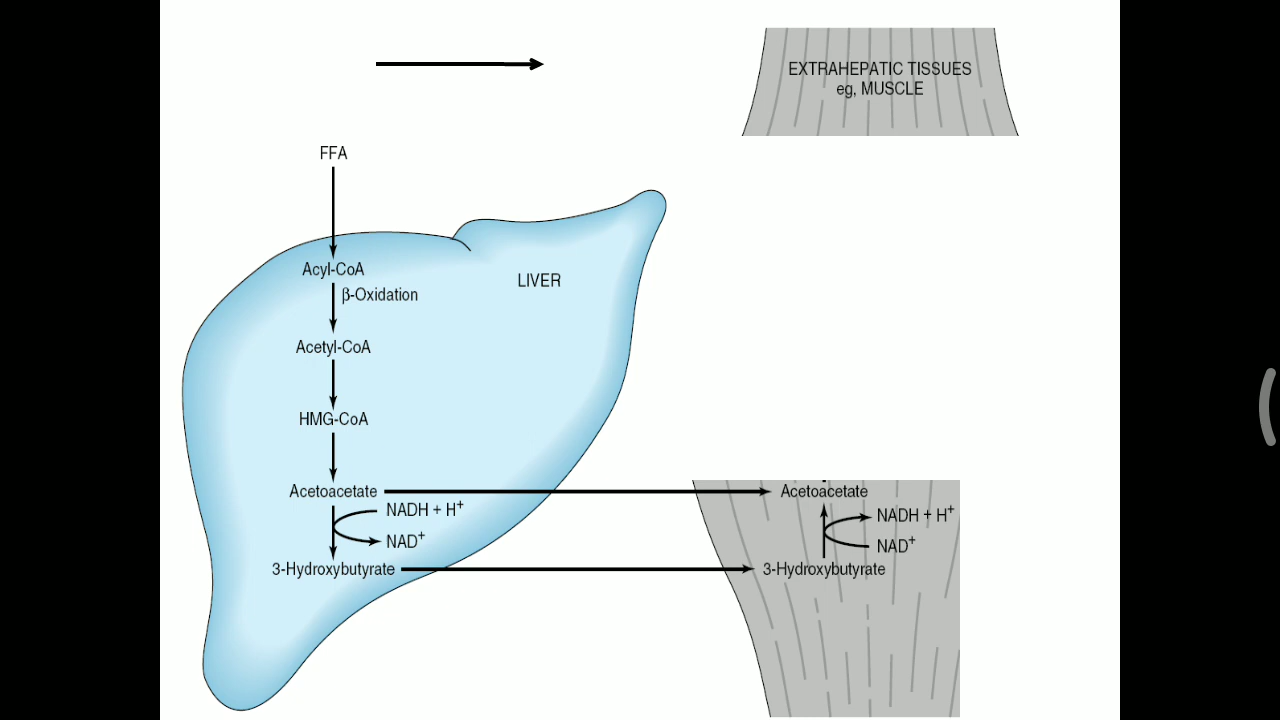 EXTRAHEPATIC TISSUES
eg, MUSCLE
FFA
Acyl-CoA
LIVER
β-Oxidation
Acetyl-CoA
HMG-CoA
Acetoacetate
NADH + H⁺
NAD⁺
3-Hydroxybutyrate
Acetoacetate
NADH + H⁺
NAD⁺
3-Hydroxybutyrate